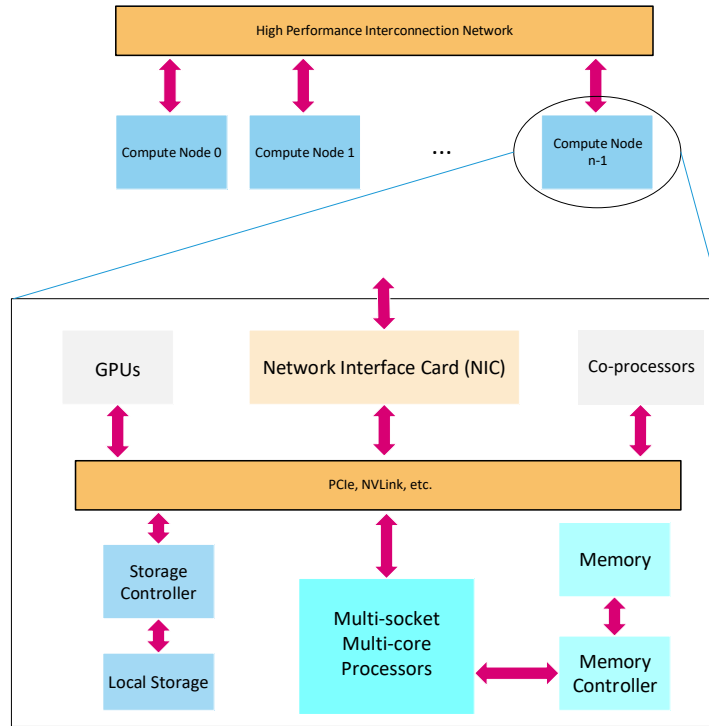 High Performance Interconnection Network
Compute Node 0
Compute Node 1
...
Compute Node
n-1
GPUs
Network Interface Card (NIC)
Co-processors
PCIe, NVLink, etc.
Storage
Controller
Memory
Multi-socket
Multi-core
Processors
Local Storage
Memory
Controller